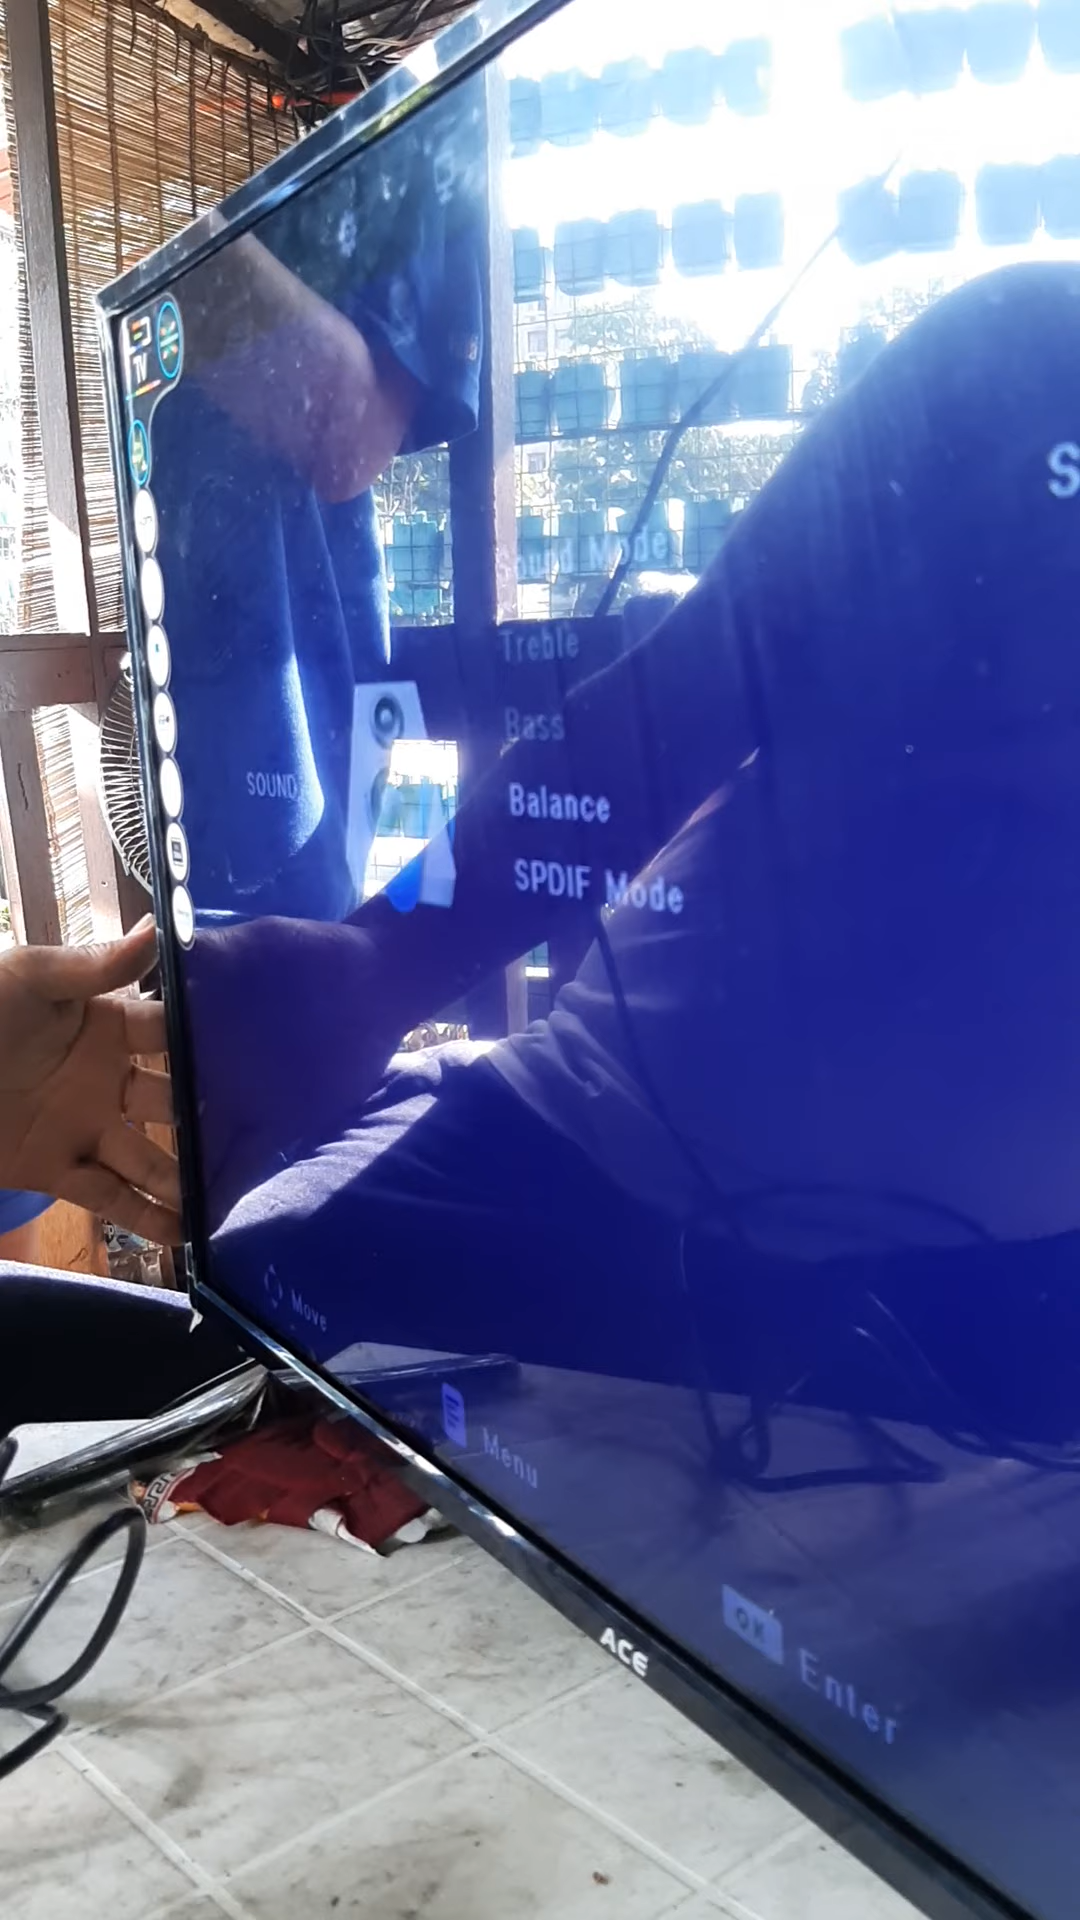 TV
S
Sound Mode
Treble
Bass
SOUND
Balance
SPDIF Mode
Move
Menu
OK
Enter
ACE